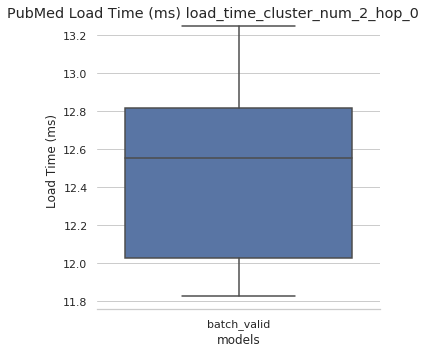 PubMed Load Time (ms) load_time_cluster_num_2_hop_0
13.2
13.0
12.8
12.6
12.4
12.2
12.0
11.8
Load Time (ms)
batch_valid
models